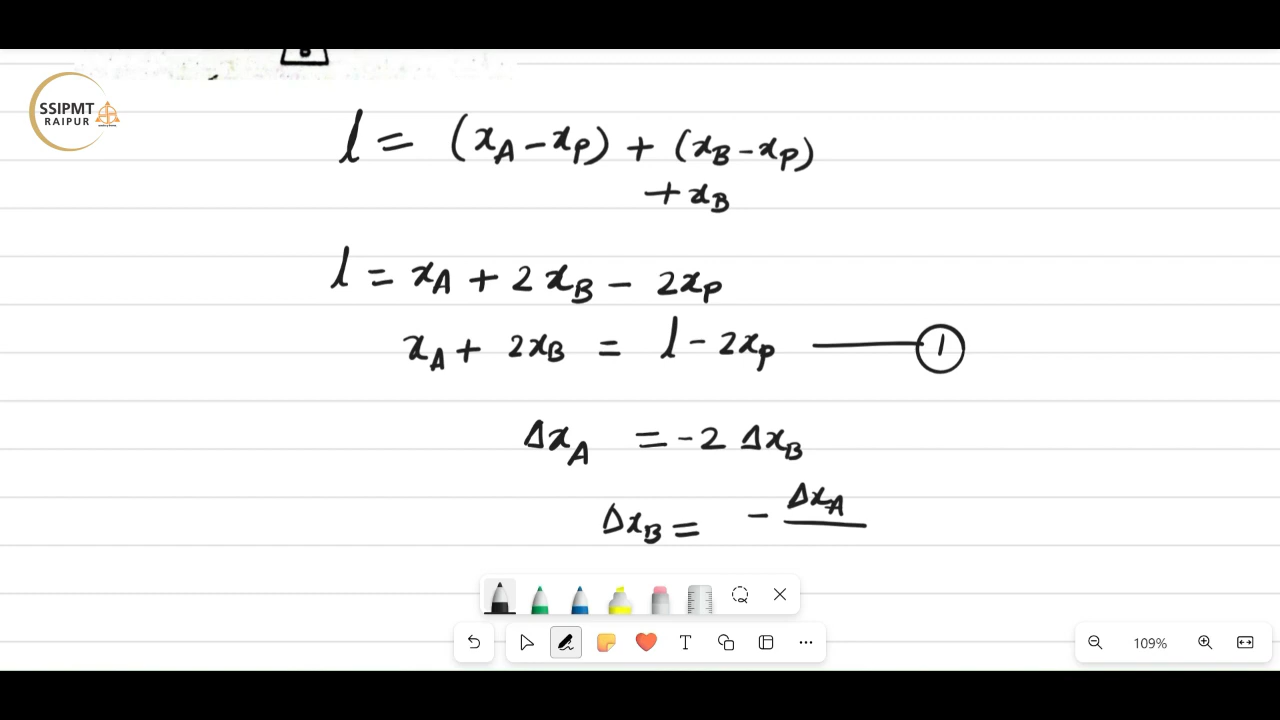 B
SSIPMT
RAIPUR
l = (x_A - x_P) + (x_B - x_P)
+ x_B
l = x_A + 2x_B - 2x_P
x_A + 2x_B = l - 2x_P —— ①
Δx_A = -2 Δx_B
Δx_B = - Δx_A
T
109%